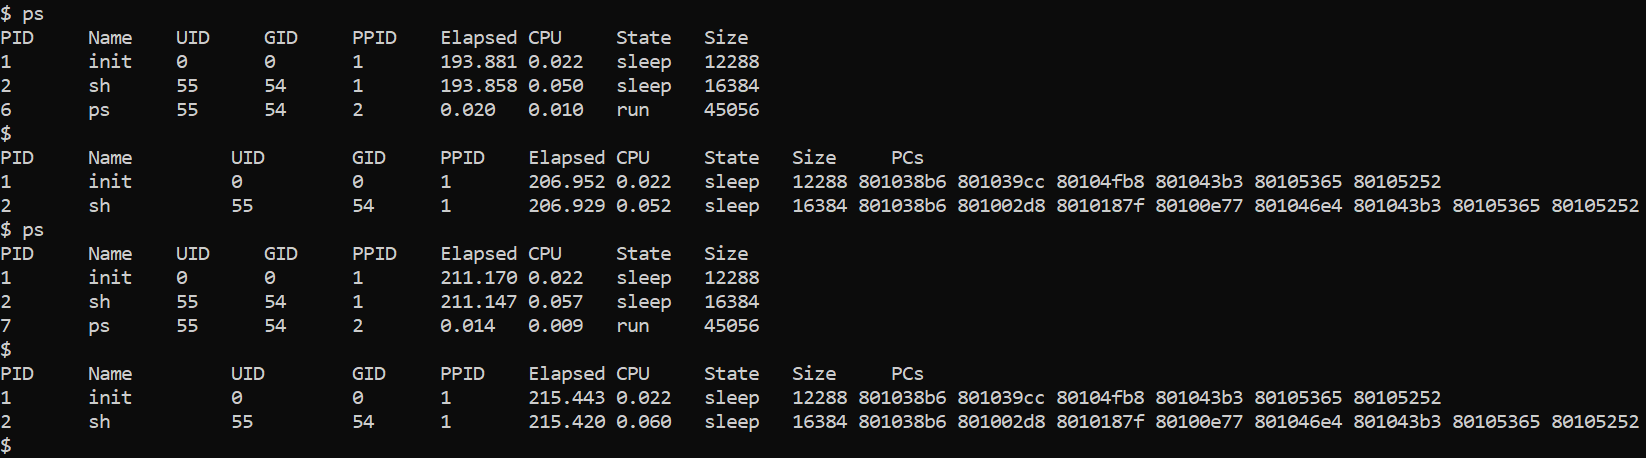 $ ps
PID     Name    UID     GID     PPID    Elapsed CPU     State   Size
1       init    0       0       1       193.881 0.022   sleep   12288
2       sh      55      54      1       193.858 0.050   sleep   16384
6       ps      55      54      2       0.020   0.010   run     45056
$
PID     Name         UID        GID     PPID    Elapsed CPU     State   Size     PCs
1       init         0          0       1       206.952 0.022   sleep   12288 801038b6 801039cc 80104fb8 801043b3 80105365 80105252
2       sh           55         54      1       206.929 0.052   sleep   16384 801038b6 801002d8 8010187f 80100e77 801046e4 801043b3 80105365 80105252
$ ps
PID     Name    UID     GID     PPID    Elapsed CPU     State   Size
1       init    0       0       1       211.170 0.022   sleep   12288
2       sh      55      54      1       211.147 0.057   sleep   16384
7       ps      55      54      2       0.014   0.009   run     45056
$
PID     Name         UID        GID     PPID    Elapsed CPU     State   Size     PCs
1       init         0          0       1       215.443 0.022   sleep   12288 801038b6 801039cc 80104fb8 801043b3 80105365 80105252
2       sh           55         54      1       215.420 0.060   sleep   16384 801038b6 801002d8 8010187f 80100e77 801046e4 801043b3 80105365 80105252
$